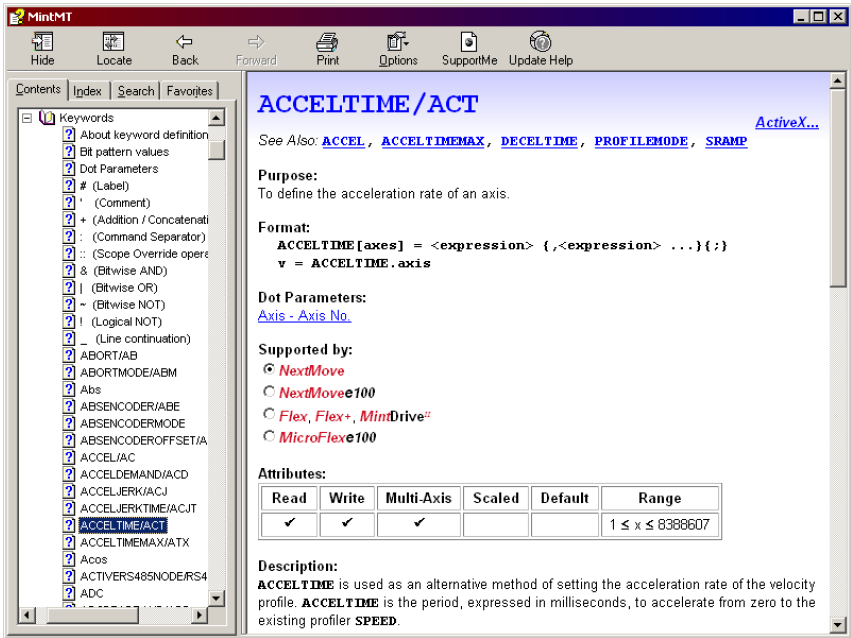 MintMT
Hide Locate Back Forward Print Options SupportMe Update Help
Contents Index Search Favorites
Keywords
? About keyword definition
? Bit pattern values
? Dot Parameters
? # (Label)
? ' (Comment)
? + (Addition / Concatenati
? : (Command Separator)
? :: (Scope Override opera
? & (Bitwise AND)
? | (Bitwise OR)
? ~ (Bitwise NOT)
? ! (Logical NOT)
? _ (Line continuation)
? ABORT/AB
? ABORTMODE/ABM
? Abs
? ABSENCODER/ABE
? ABSENCODERMODE
? ABSENCODEROFFSET/A
? ACCEL/AC
? ACCELDEMAND/ACD
? ACCELJERK/ACJ
? ACCELJERKTIME/ACJT
? ACCELTIME/ACT
? ACCELTIMEMAX/ATX
? Acos
? ACTIVERS485NODE/RS4
? ADC
ACCELTIME/ACT
ActiveX...
See Also: ACCEL, ACCELTIMEMAX, DECELTIME, PROFILEMODE, SRAMP
Purpose:
To define the acceleration rate of an axis.
Format:
ACCELTIME[axes] = <expression> {,<expression> ...}{;}
v = ACCELTIME.axis
Dot Parameters:
Axis - Axis No.
Supported by:
NextMove
NextMovee100
Flex, Flex+, MintDrive"
MicroFlexe100
Attributes:
Read Write Multi-Axis Scaled Default Range
✓ ✓ ✓ 1 ≤ x ≤ 8388607
Description:
ACCELTIME is used as an alternative method of setting the acceleration rate of the velocity
profile. ACCELTIME is the period, expressed in milliseconds, to accelerate from zero to the
existing profiler SPEED.